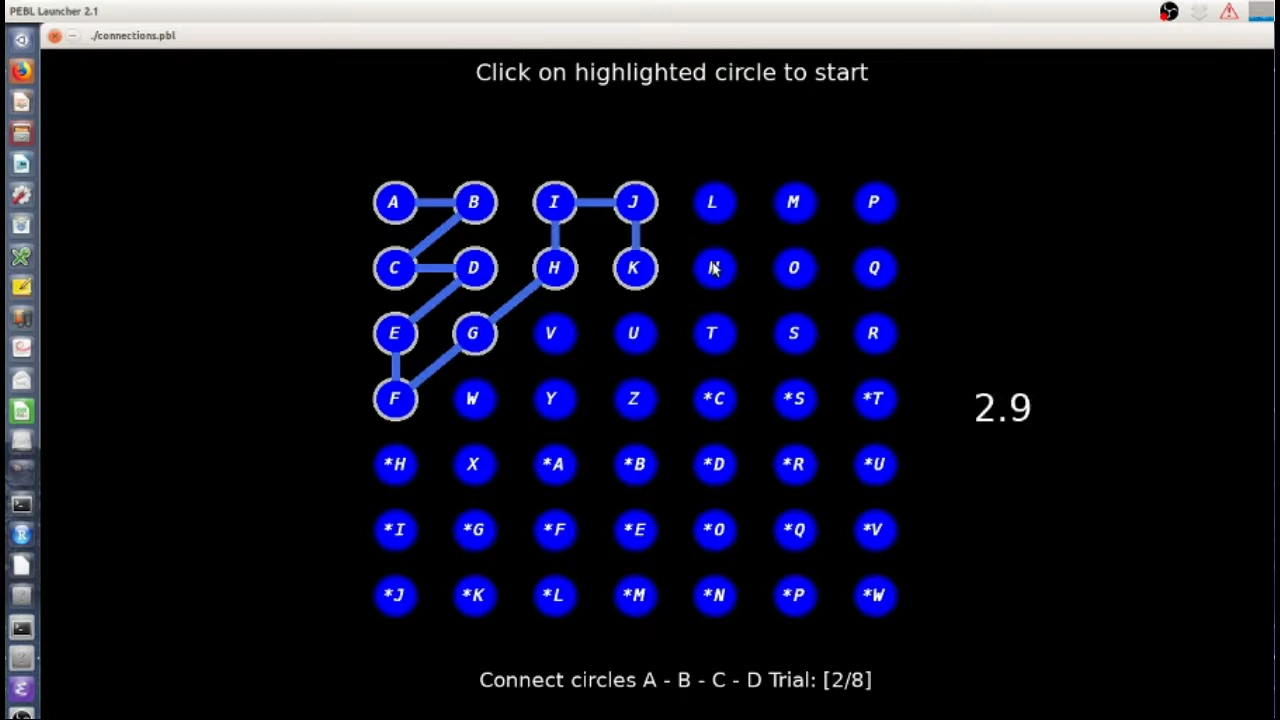 PEBL Launcher 2.1
./connections.pbl
Click on highlighted circle to start
A B I J L M P
C D H K N O Q
E G V U T S R
F W Y Z *C *S *T
2.9
*H X *A *B *D *R *U
*I *G *F *E *O *Q *V
*J *K *L *M *N *P *W
Connect circles A - B - C - D Trial: [2/8]